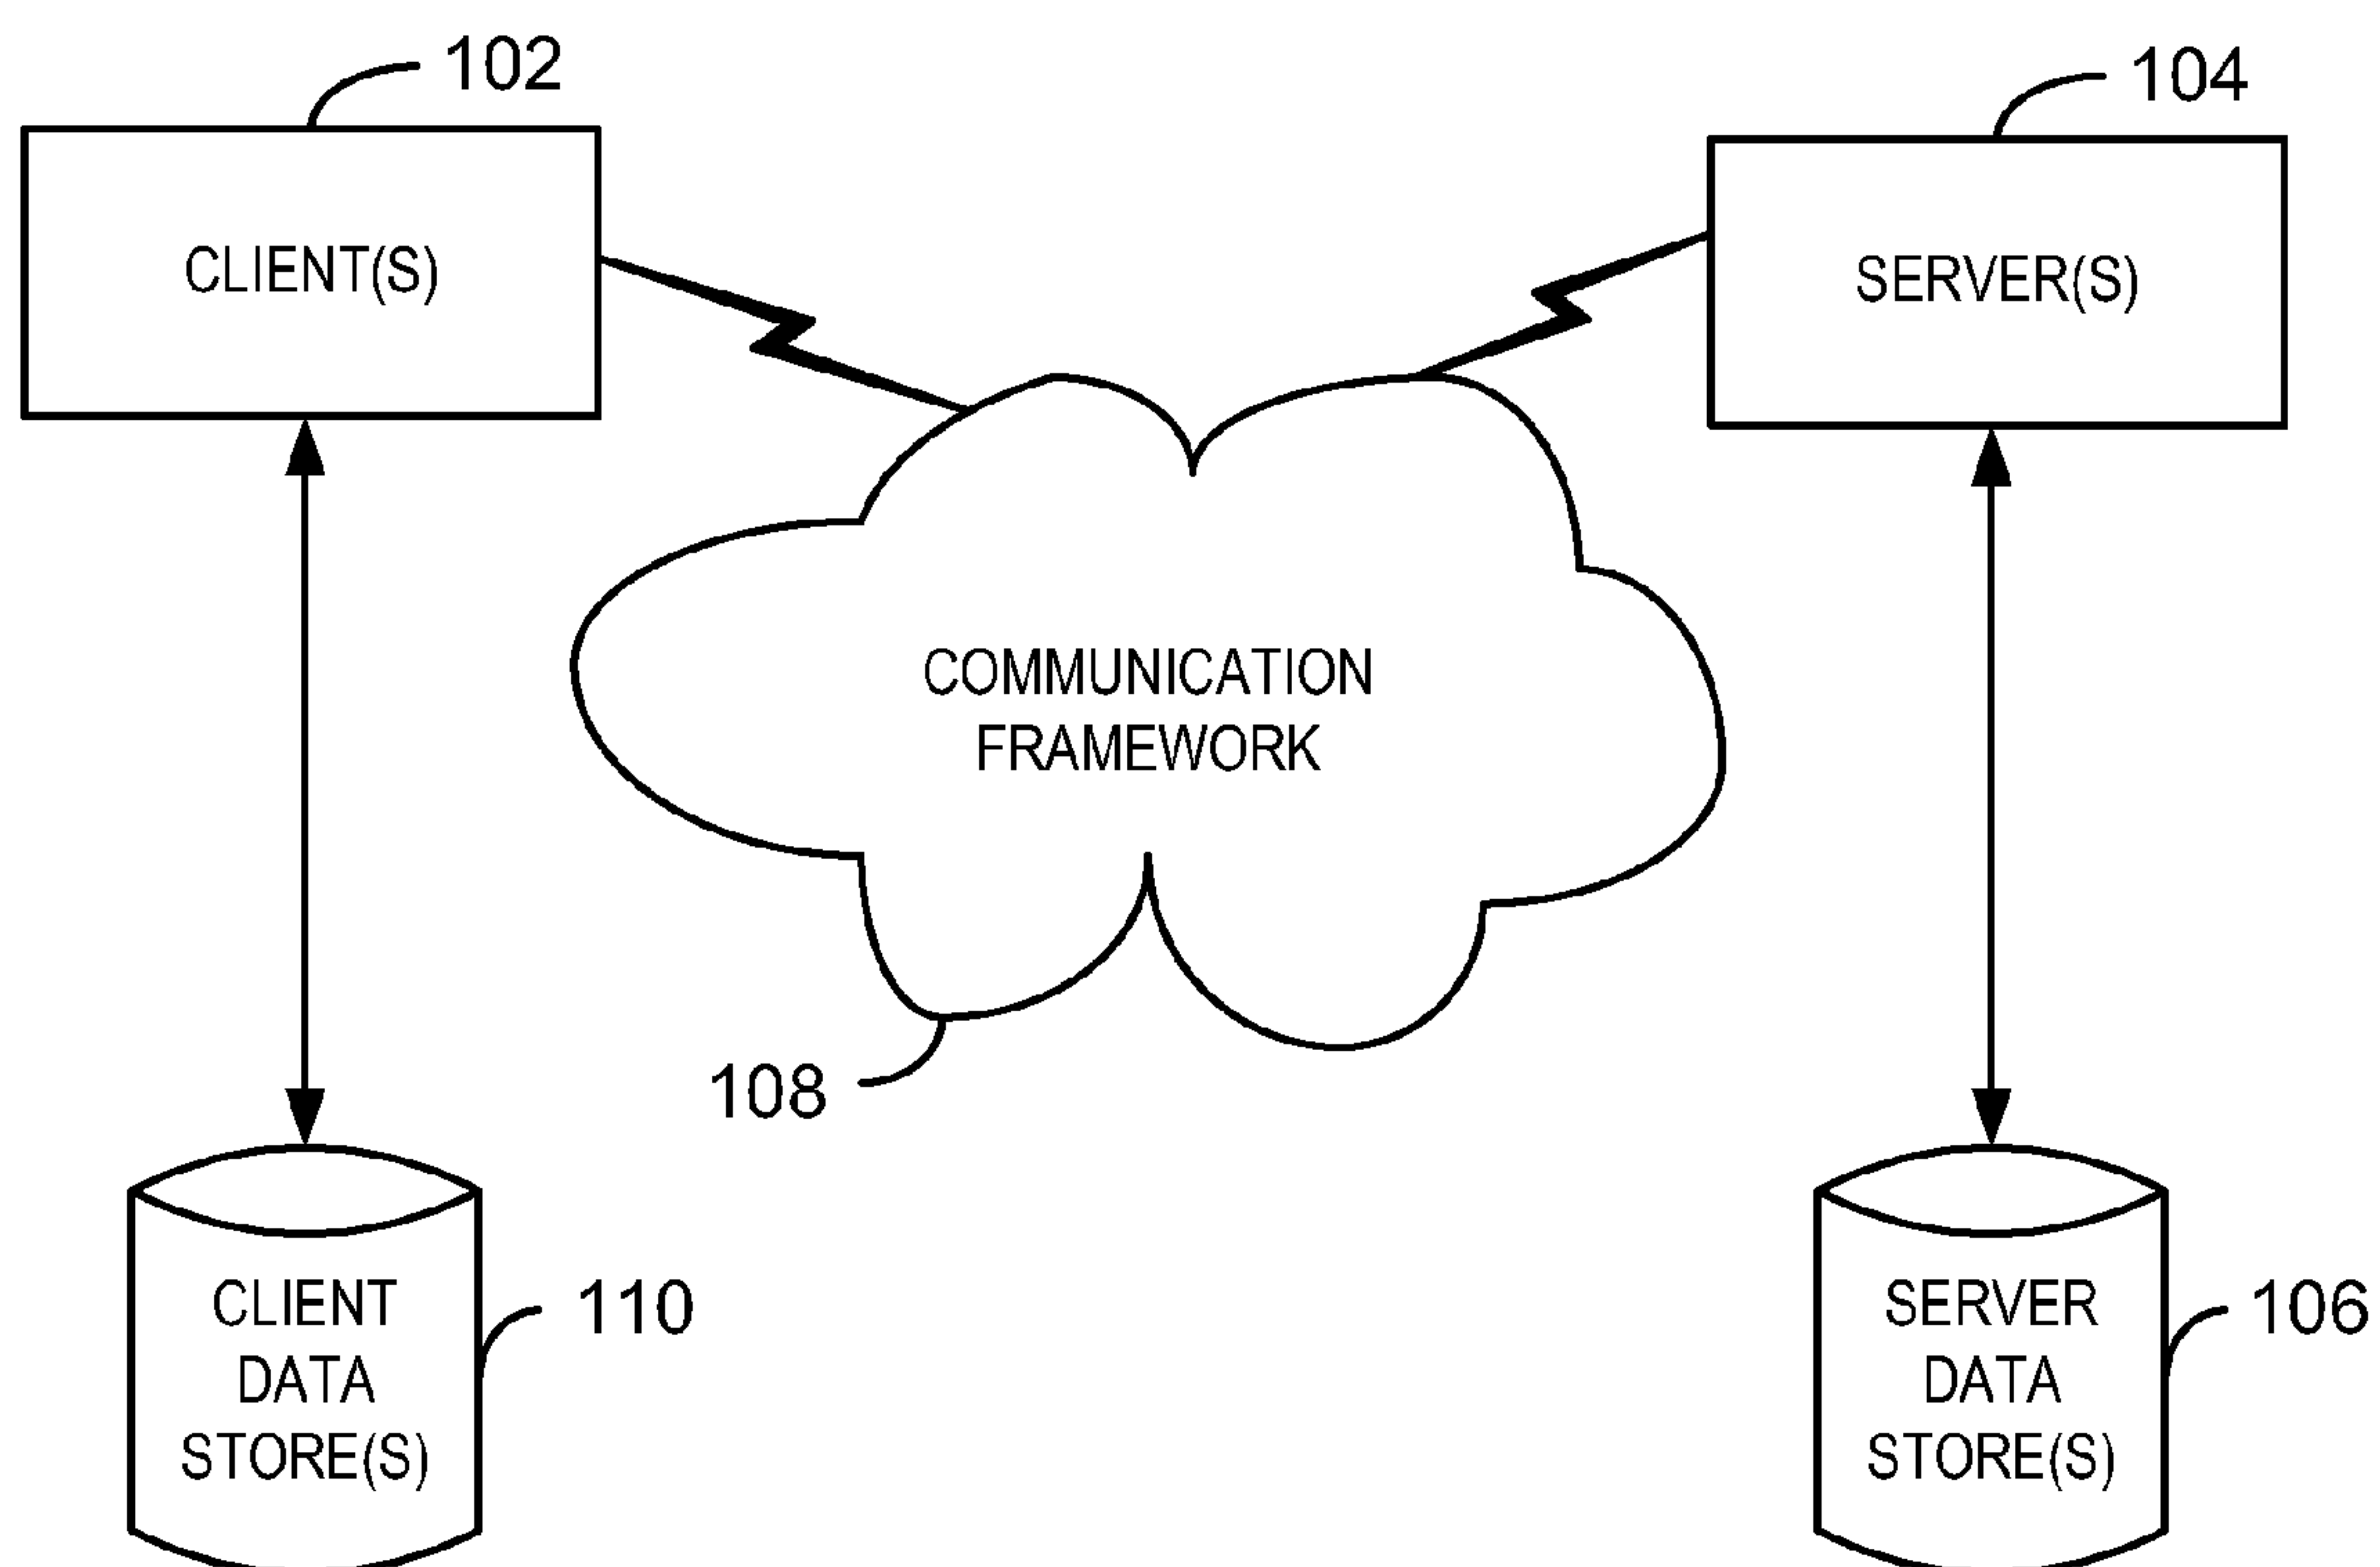 102
104
CLIENT(S)
SERVER(S)
COMMUNICATION
FRAMEWORK
108
CLIENT
DATA
STORE(S)
110
SERVER
DATA
STORE(S)
106